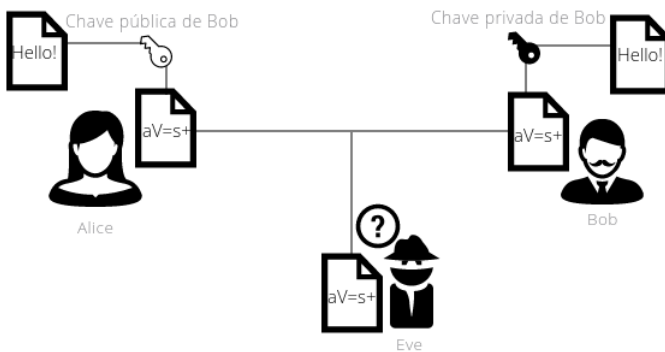 Chave pública de Bob
Chave privada de Bob
Hello!
Hello!
aV=s+
aV=s+
Alice
Bob
?
aV=s+
Eve